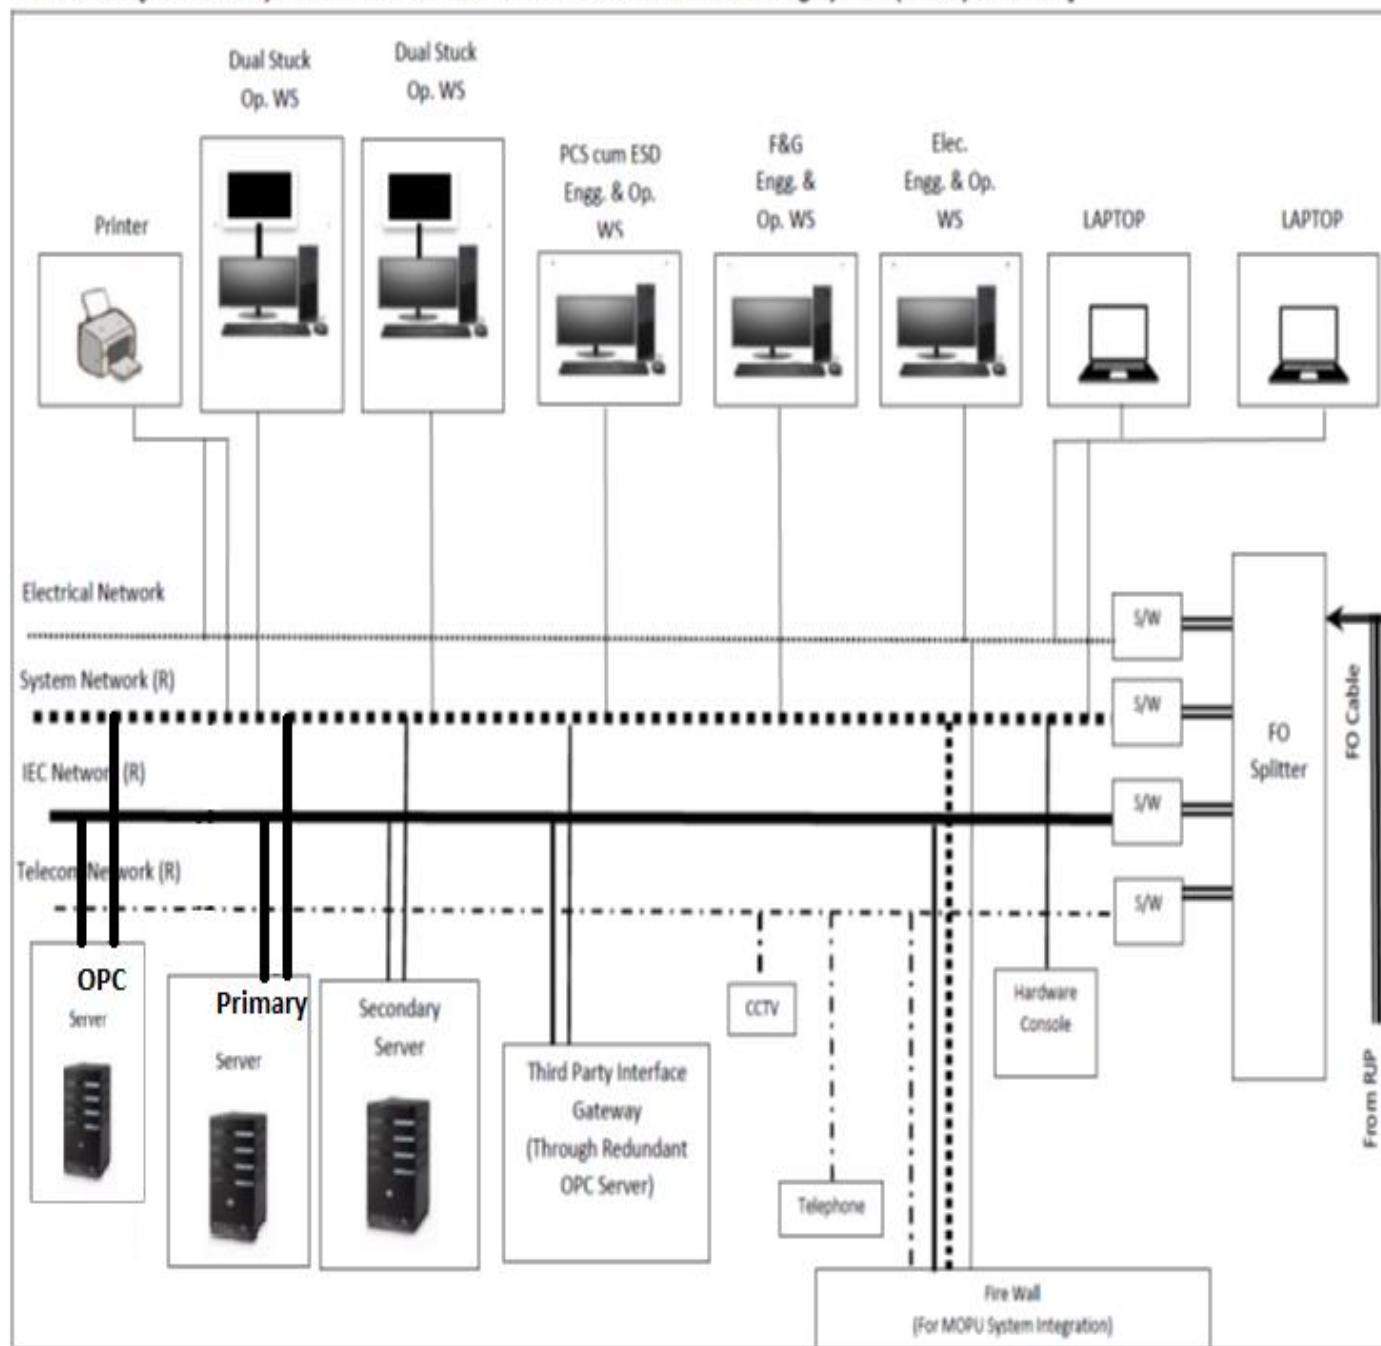 Dual Stuck
Op. WS
Dual Stuck
Op. WS
PCS cum ESD
Engg. & Op.
WS
F&G
Engg. &
Op. WS
Elec.
Engg. & Op.
WS
Printer
LAPTOP
LAPTOP
Electrical Network
S/W
System Network (R)
S/W
IEC Network (R)
S/W
Telecom Network (R)
S/W
FO
Splitter
FO Cable
From RJP
OPC
Server
Primary
Server
Secondary
Server
Third Party Interface
Gateway
(Through Redundant
OPC Server)
CCTV
Telephone
Hardware
Console
Fire Wall
(For MOPU System Integration)